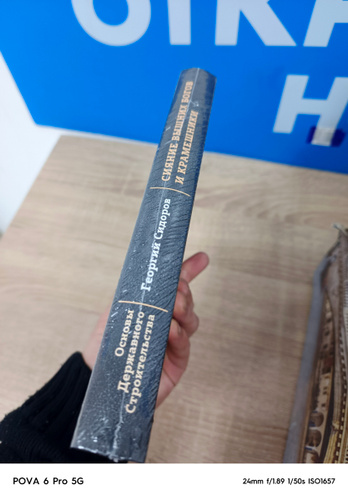 ОТКА
Н
Основы
Державного
Строительства
Георгий Сидоров
СИЯНИЕ ВЫШНИХ БОГОВ
И КРАМЕШНИКИ
POVA 6 Pro 5G
24mm f/1.89 1/50s ISO1657